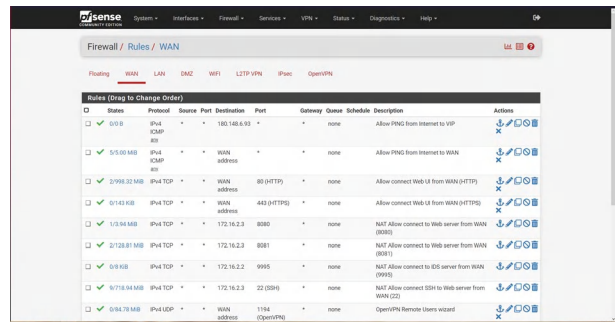 pfsense
COMMUNITY EDITION
System Interfaces Firewall Services VPN Status Diagnostics Help
Firewall / Rules / WAN
Floating WAN LAN DMZ WIFI L2TP VPN IPsec OpenVPN
Rules (Drag to Change Order)
States Protocol Source Port Destination Port Gateway Queue Schedule Description Actions
0/0 B IPv4 * * 180.148.6.93 * * none Allow PING from Internet to VIP
ICMP
any
5/5.00 MiB IPv4 * * WAN * * none Allow PING from Internet to WAN
ICMP address
any
2/998.32 MiB IPv4 TCP * * WAN 80 (HTTP) * none Allow connect Web UI from WAN (HTTP)
address
0/143 KiB IPv4 TCP * * WAN 443 (HTTPS) * none Allow connect Web UI from WAN (HTTPS)
address
1/3.94 MiB IPv4 TCP * * 172.16.2.3 8080 * none NAT Allow connect to Web server from WAN
(8080)
2/128.81 MiB IPv4 TCP * * 172.16.2.3 8081 * none NAT Allow connect to Web server from WAN
(8081)
0/8 KiB IPv4 TCP * * 172.16.2.2 9995 * none NAT Allow connect to IDS server from WAN
(9995)
9/718.94 MiB IPv4 TCP * * 172.16.2.3 22 (SSH) * none NAT Allow connect SSH to Web server from
WAN (22)
0/84.78 MiB IPv4 UDP * * WAN 1194 * none OpenVPN Remote Users wizard
address (OpenVPN)